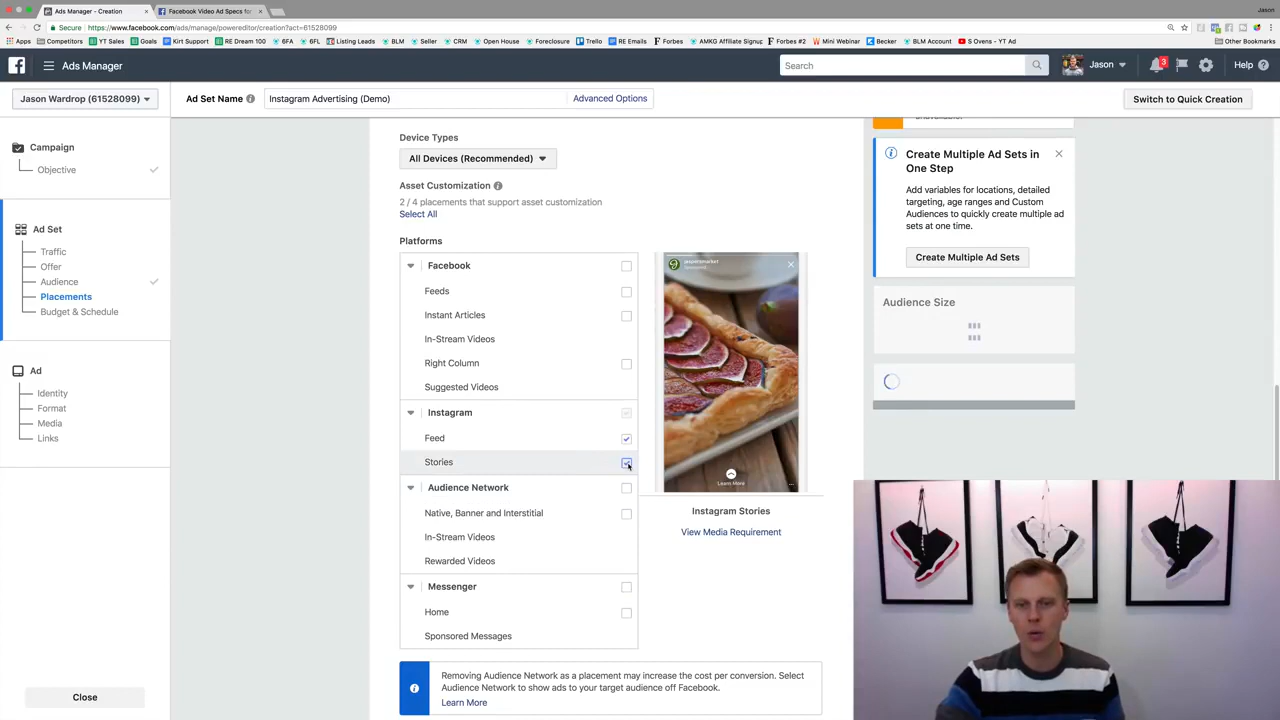 Ads Manager - Creation
Facebook Video Ad Specs for
Jason
Secure
https://www.facebook.com/ads/manage/powereditor/creation?act=61528099
Apps
Competitors
YT Sales
Goals
Kirt Support
RE Dream 100
6FA
6FL
Listing Leads
BLM
Seller
CRM
Open House
Foreclosure
Trello
RE Emails
Forbes
AMKG Affiliate Signup
Forbes #2
Mini Webinar
Becker
BLM Account
S Ovens - YT Ad
Other Bookmarks
Ads Manager
Search
Jason
3
Help
Jason Wardrop (61528099)
Ad Set Name
Instagram Advertising (Demo)
Advanced Options
Switch to Quick Creation
Campaign
Objective
Ad Set
Traffic
Offer
Audience
Placements
Budget & Schedule
Ad
Identity
Format
Media
Links
Close
Device Types
All Devices (Recommended)
Asset Customization
2 / 4 placements that support asset customization
Select All
Platforms
Facebook
Feeds
Instant Articles
In-Stream Videos
Right Column
Suggested Videos
Instagram
Feed
Stories
Audience Network
Native, Banner and Interstitial
In-Stream Videos
Rewarded Videos
Messenger
Home
Sponsored Messages
Learn More
Instagram Stories
View Media Requirement
Removing Audience Network as a placement may increase the cost per conversion. Select
Audience Network to show ads to your target audience off Facebook.
Learn More
Create Multiple Ad Sets in
One Step
Add variables for locations, detailed
targeting, age ranges and Custom
Audiences to quickly create multiple ad
sets at one time.
Create Multiple Ad Sets
Audience Size